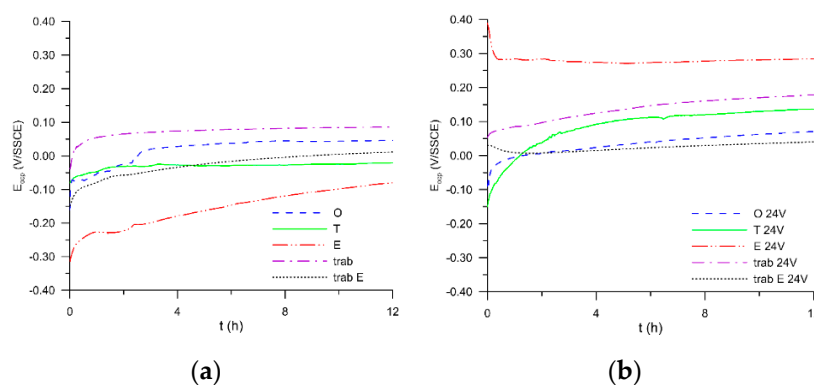 0.40
0.30
0.20
0.10
0.00
-0.10
-0.20
-0.30
-0.40
E_ocp (V/SSCE)
O
T
E
trab
trab E
0 4 8 12
t (h)
(a)
0.40
0.30
0.20
0.10
0.00
-0.10
-0.20
-0.30
-0.40
E_ocp (V/SSCE)
O 24V
T 24V
E 24V
trab 24V
trab E 24V
0 4 8 1
t (h)
(b)